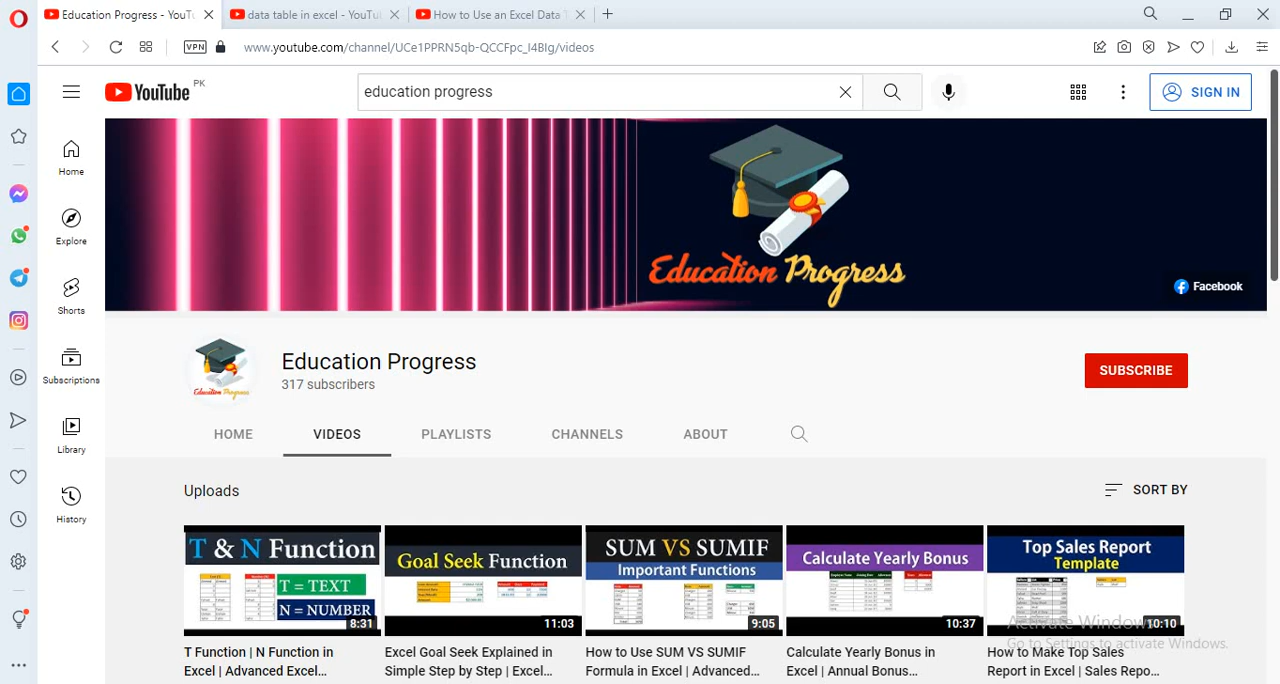 Education Progress - YouTu
data table in excel - YouTu
How to Use an Excel Data T
VPN
www.youtube.com/channel/UCe1PPRN5qb-QCCFpc_I4BIg/videos
YouTube PK
education progress
SIGN IN
Home
Explore
Shorts
Subscriptions
Library
History
Education Progress
Facebook
Education Progress
Education Progress
317 subscribers
SUBSCRIBE
HOME
VIDEOS
PLAYLISTS
CHANNELS
ABOUT
Uploads
SORT BY
T & N Function
T = TEXT
N = NUMBER
8:31
Goal Seek Function
11:03
SUM VS SUMIF
Important Functions
9:05
Calculate Yearly Bonus
10:37
Top Sales Report
Template
10:10
T Function | N Function in
Excel | Advanced Excel...
Excel Goal Seek Explained in
Simple Step by Step | Excel...
How to Use SUM VS SUMIF
Formula in Excel | Advanced...
Calculate Yearly Bonus in
Excel | Annual Bonus...
How to Make Top Sales
Report in Excel | Sales Repo...
Activate Windows
Go to Settings to activate Windows.